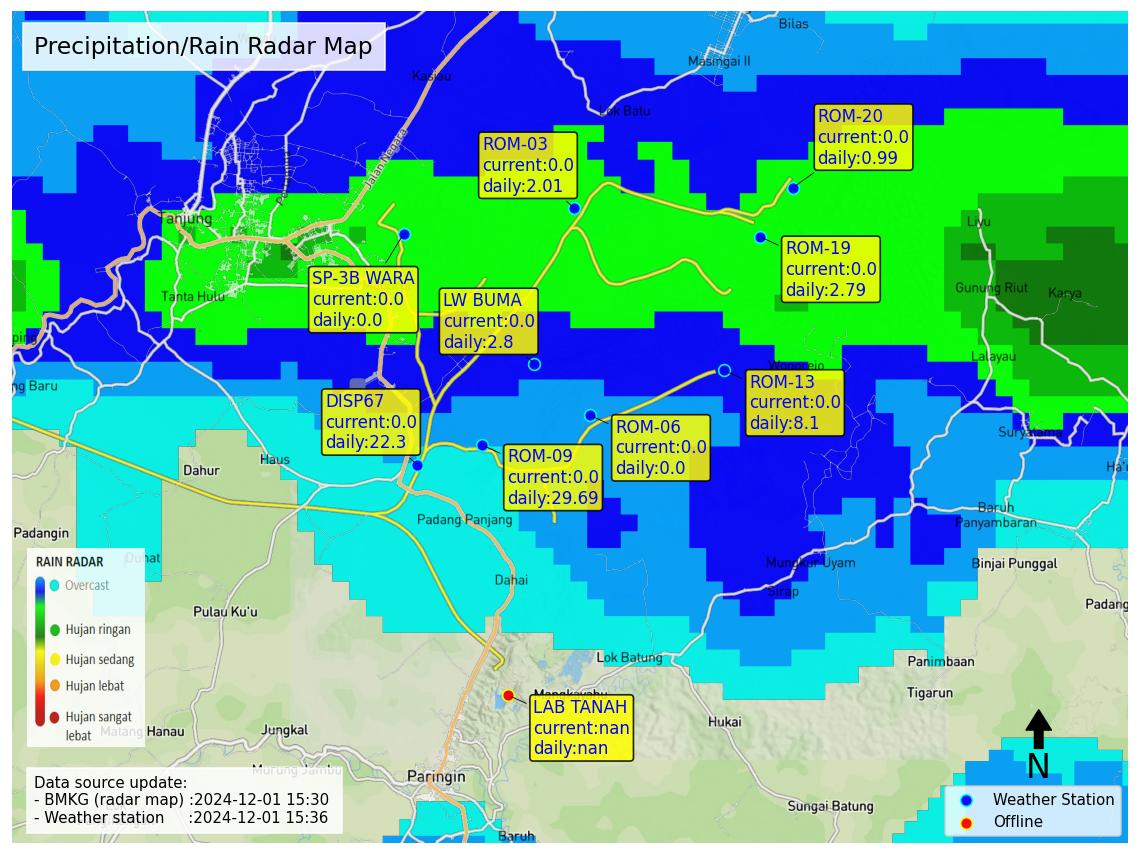 Precipitation/Rain Radar Map
Bilas
Masingai II
Kasiau
Lok Batu
ROM-20
current:0.0
daily:0.99
ROM-03
current:0.0
daily:2.01
Jalan Negara
Tanjung
Liyu
ROM-19
current:0.0
daily:2.79
SP-3B WARA
current:0.0
daily:0.0
LW BUMA
current:0.0
daily:2.8
Tanta Hulu
Gunung Riut
Karya
Lalayau
ng Baru
ROM-13
current:0.0
daily:8.1
DISP67
current:0.0
daily:22.3
ROM-06
current:0.0
daily:0.0
ROM-09
current:0.0
daily:29.69
Suryatama
Haus
Dahur
Padang Panjang
Baruh
Panyambaran
Padangin
Mungkur Uyam
Binjai Punggal
Dahai
Sirap
Padang
Pulau Ku'u
RAIN RADAR
Overcast
Hujan ringan
Hujan sedang
Hujan lebat
Hujan sangat
lebat
Lok Batung
Panimbaan
Tigarun
LAB TANAH
current:nan
daily:nan
Hukai
Jungkal
Paringin
Sungai Batung
Baruh
N
Data source update:
- BMKG (radar map) :2024-12-01 15:30
- Weather station :2024-12-01 15:36
Weather Station
Offline